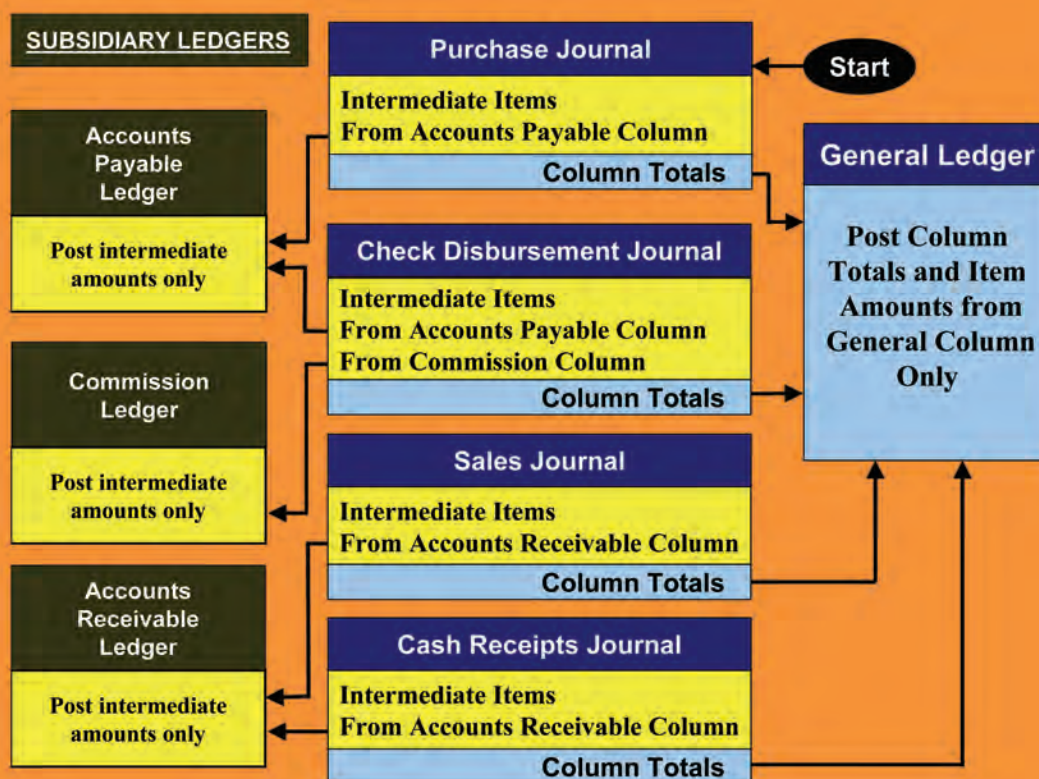 SUBSIDIARY LEDGERS
Accounts
Payable
Ledger
Post intermediate
amounts only
Commission
Ledger
Post intermediate
amounts only
Accounts
Receivable
Ledger
Post intermediate
amounts only
Purchase Journal
Intermediate Items
From Accounts Payable Column
Column Totals
Check Disbursement Journal
Intermediate Items
From Accounts Payable Column
From Commission Column
Column Totals
Sales Journal
Intermediate Items
From Accounts Receivable Column
Column Totals
Cash Receipts Journal
Intermediate Items
From Accounts Receivable Column
Column Totals
Start
General Ledger
Post Column
Totals and Item
Amounts from
General Column
Only